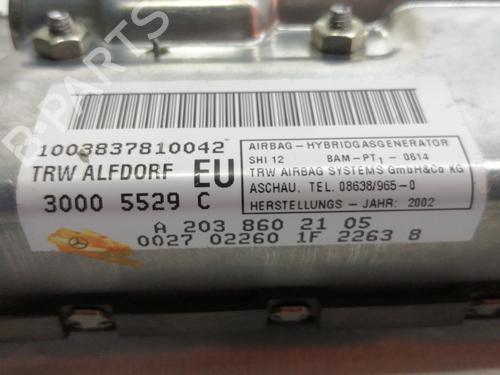 B-PARTS
1003837810042
TRW ALFDORF EU
30005 5529 C
AIRBAG - HYBRIDGASGENERATOR
SHI 12 BAM-PT1 - 0614
TRW AIRBAG SYSTEMS GmbH&Co KG
ASCHAU. TEL. 08638/965-0
HERSTELLUNGS - JAHR: 2002
A 203 860 21 05
0027 02260 1F 2263 8